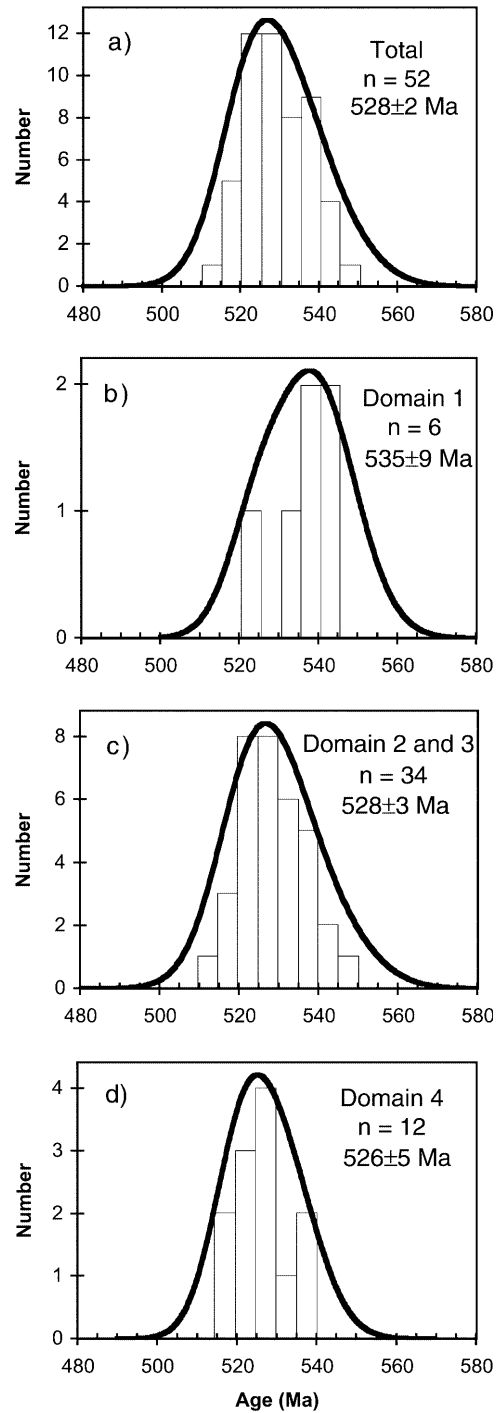 a)
Total
n = 52
528±2 Ma
Number
12
10
8
6
4
2
0
480 500 520 540 560 580
b)
Domain 1
n = 6
535±9 Ma
Number
2
1
0
480 500 520 540 560 580
c)
Domain 2 and 3
n = 34
528±3 Ma
Number
8
6
4
2
0
480 500 520 540 560 580
d)
Domain 4
n = 12
526±5 Ma
Number
4
3
2
1
0
480 500 520 540 560 580
Age (Ma)